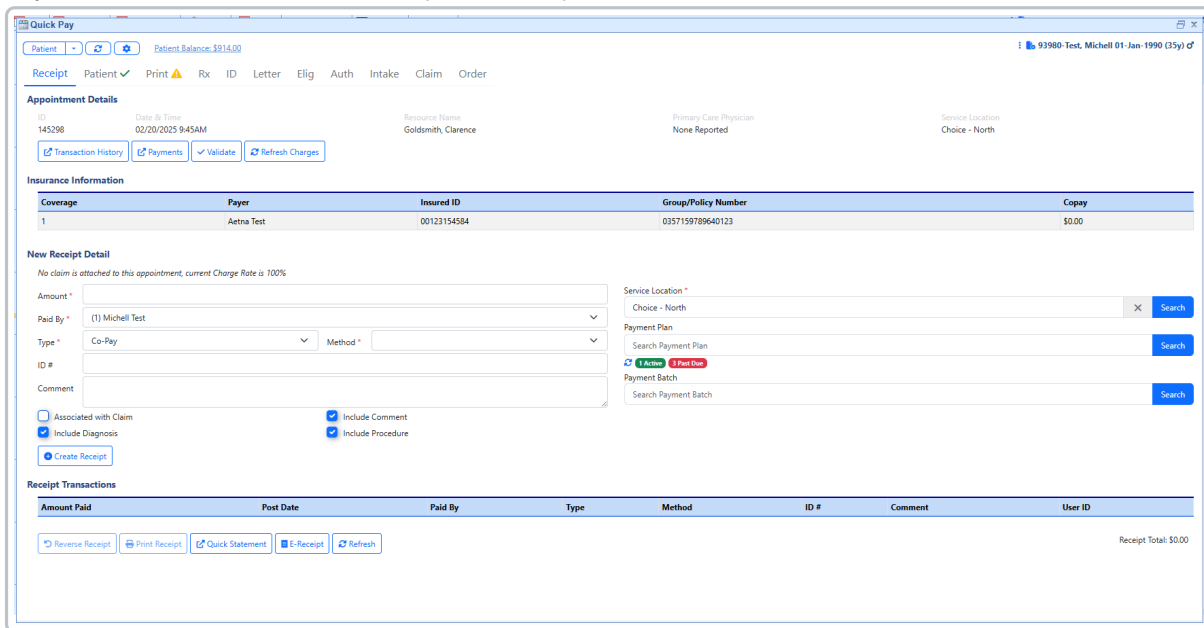 Quick Pay
Patient Patient Balance: $914.00 93980-Test, Michell 01-Jan-1990 (35y)
Receipt Patient Print Rx ID Letter Elig Auth Intake Claim Order
Appointment Details
ID Date & Time Resource Name Primary Care Physician Service Location
145298 02/20/2025 9:45AM Goldsmith, Clarence None Reported Choice - North
Transaction History Payments Validate Refresh Charges
Insurance Information
Coverage Payer Insured ID Group/Policy Number Copay
1 Aetna Test 00123154584 0357159789640123 $0.00
New Receipt Detail
No claim is attached to this appointment, current Charge Rate is 100%
Amount *
Paid By * (1) Michell Test
Type * Co-Pay Method *
ID #
Comment
Service Location *
Choice - North Search
Payment Plan
Search Payment Plan Search
1 Active 3 Past Due
Payment Batch
Search Payment Batch Search
Associated with Claim Include Comment
Include Diagnosis Include Procedure
Create Receipt
Receipt Transactions
Amount Paid Post Date Paid By Type Method ID # Comment User ID
Reverse Receipt Print Receipt Quick Statement E-Receipt Refresh Receipt Total: $0.00